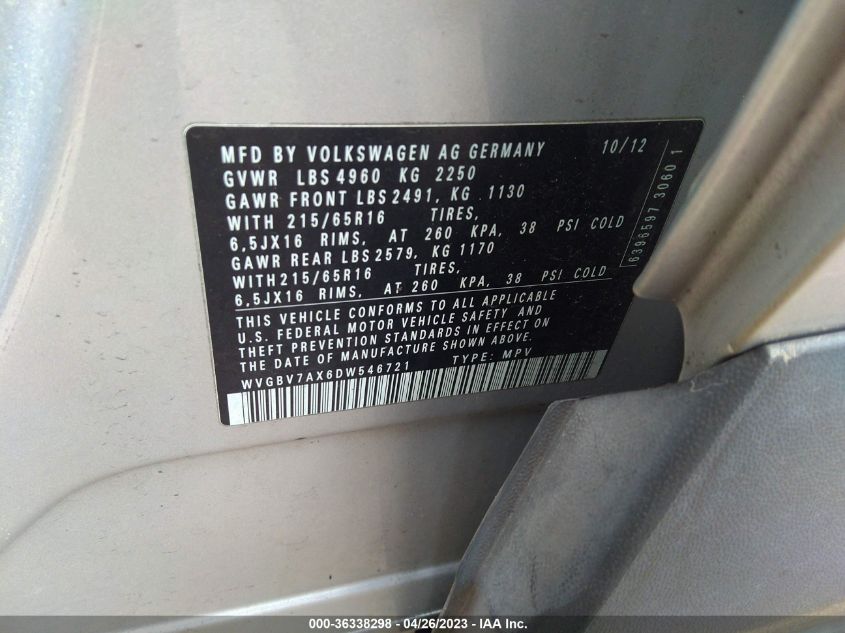 MFD BY VOLKSWAGEN AG GERMANY 10/12
GVWR LBS 4960 KG 2250
GAWR FRONT LBS 2491, KG 1130
WITH 215/65R16 TIRES,
6,5JX16 RIMS, AT 260 KPA, 38 PSI COLD
GAWR REAR LBS 2579, KG 1170
WITH215/65R16 TIRES,
6,5JX16 RIMS, AT 260 KPA, 38 PSI COLD
THIS VEHICLE CONFORMS TO ALL APPLICABLE
U.S. FEDERAL MOTOR VEHICLE SAFETY AND
THEFT PREVENTION STANDARDS IN EFFECT ON
THE DATE OF MANUFACTURE SHOWN ABOVE.
WVGBV7AX6DW546721 TYPE: MPV
6396597 3060 1
000-36338298 - 04/26/2023 - © IAA Inc.